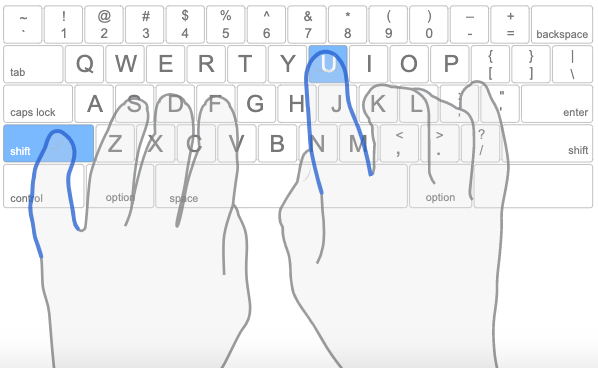 ~ ! @ # $ % ^ & * ( ) – +
` 1 2 3 4 5 6 7 8 9 0 - = backspace
tab Q W E R T Y U I O P { } |
[ ] \
caps lock A S D F G H J K L : " enter
; '
shift Z X C V B N M < > ? shift
, . /
control option space option